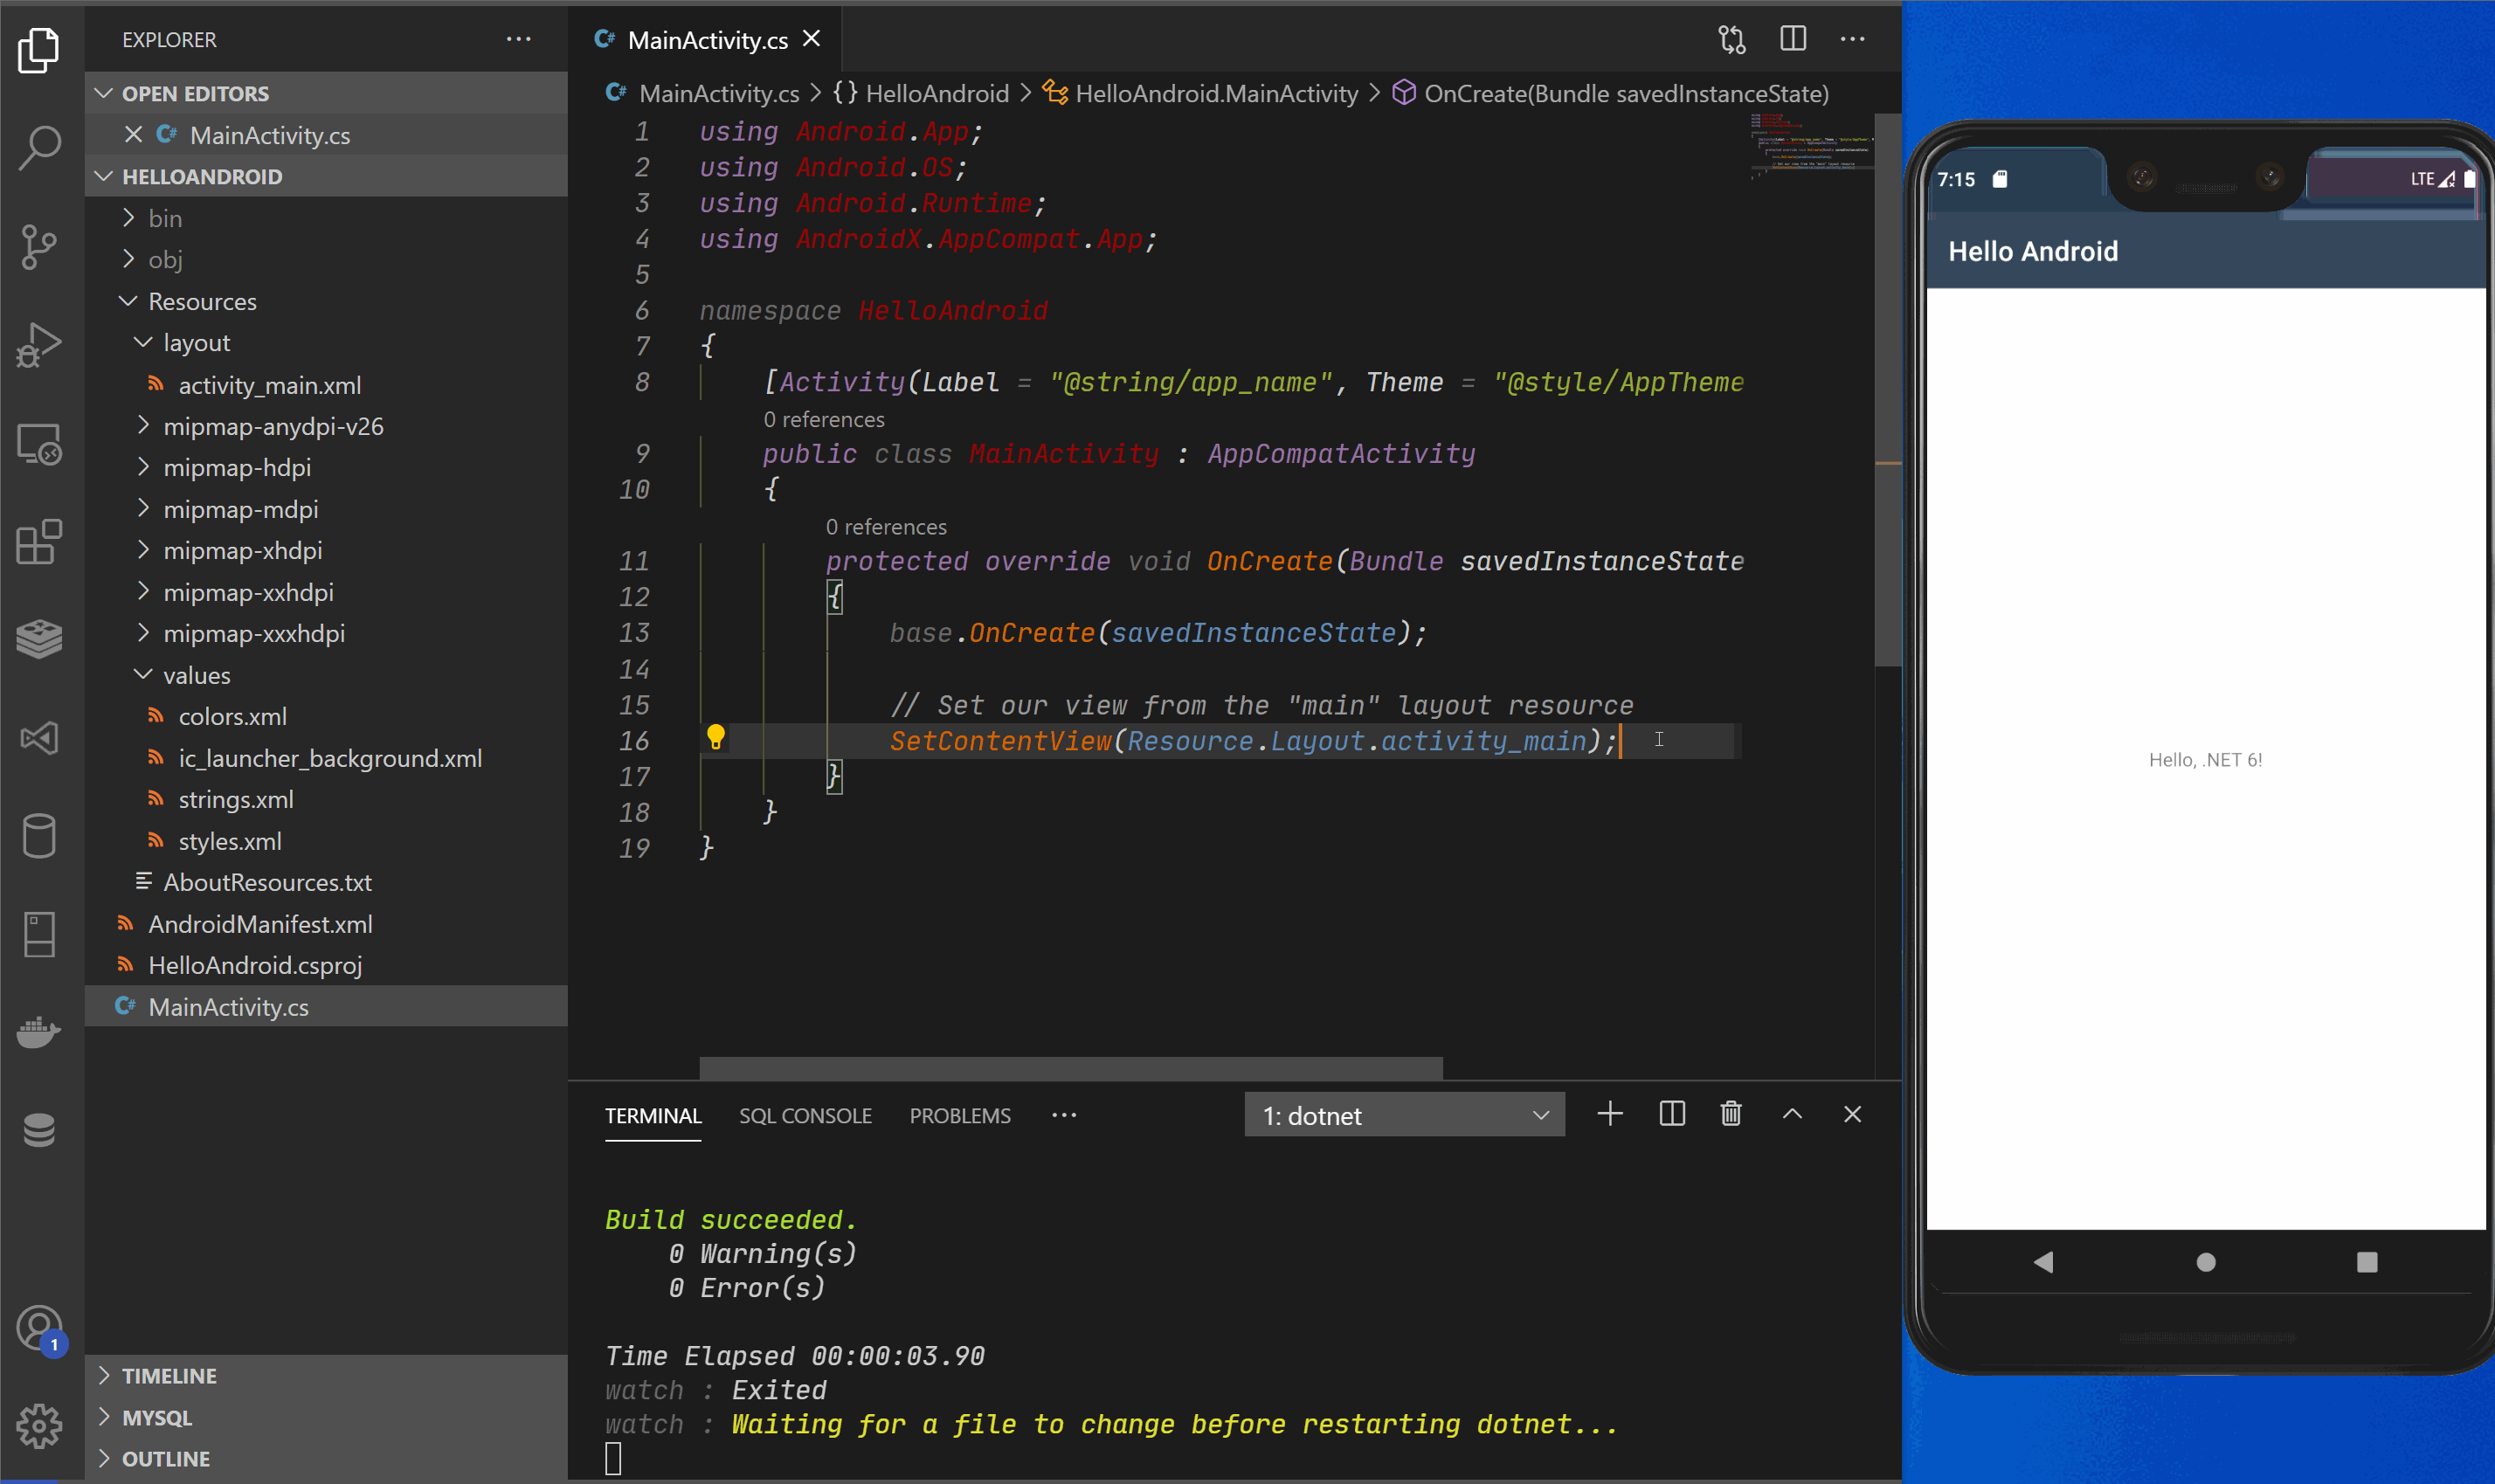 EXPLORER
OPEN EDITORS
MainActivity.cs
HELLOANDROID
bin
obj
Resources
layout
activity_main.xml
mipmap-anydpi-v26
mipmap-hdpi
mipmap-mdpi
mipmap-xhdpi
mipmap-xxhdpi
mipmap-xxxhdpi
values
colors.xml
ic_launcher_background.xml
strings.xml
styles.xml
AboutResources.txt
AndroidManifest.xml
HelloAndroid.csproj
MainActivity.cs
1
TIMELINE
MYSQL
OUTLINE
MainActivity.cs
MainActivity.cs > {} HelloAndroid > HelloAndroid.MainActivity > OnCreate(Bundle savedInstanceState)
1 using Android.App;
2 using Android.OS;
3 using Android.Runtime;
4 using AndroidX.AppCompat.App;
5
6 namespace HelloAndroid
7 {
8 [Activity(Label = "@string/app_name", Theme = "@style/AppTheme
0 references
9 public class MainActivity : AppCompatActivity
10 {
0 references
11 protected override void OnCreate(Bundle savedInstanceState
12 {
13 base.OnCreate(savedInstanceState);
14
15 // Set our view from the "main" layout resource
16 SetContentView(Resource.Layout.activity_main);
17 }
18 }
19 }
TERMINAL SQL CONSOLE PROBLEMS
1: dotnet
Build succeeded.
0 Warning(s)
0 Error(s)
Time Elapsed 00:00:03.90
watch : Exited
watch : Waiting for a file to change before restarting dotnet...
7:15 LTE
Hello Android
Hello, .NET 6!